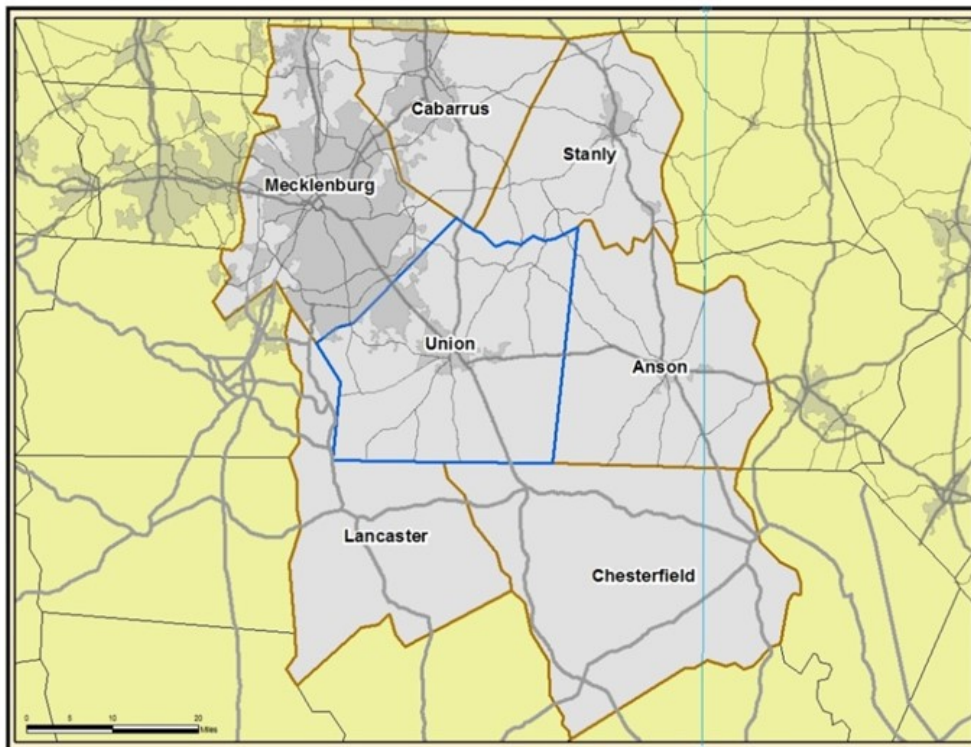 Cabarrus
Stanly
Mecklenburg
Union
Anson
Lancaster
Chesterfield
0 5 10 20
Miles